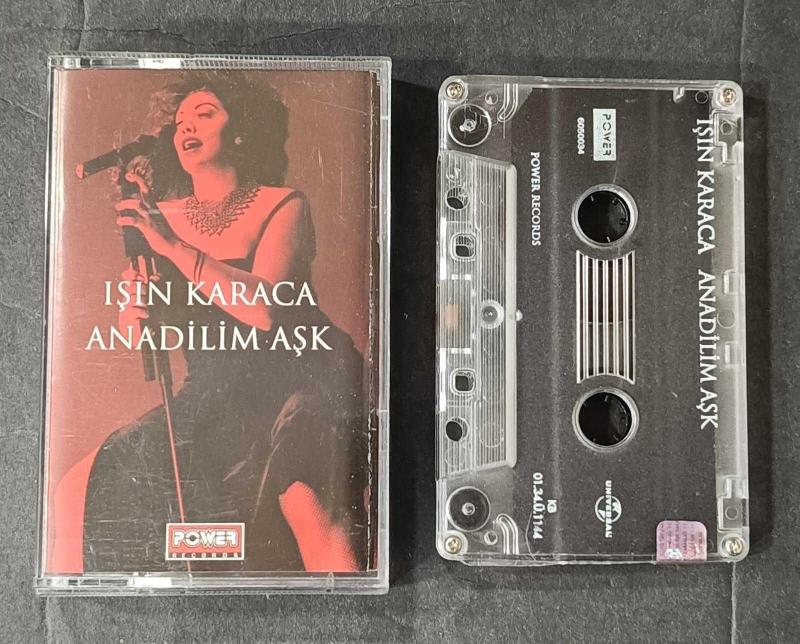 IŞIN KARACA
ANADİLİM AŞK
POWER
RECORDS
IŞIN KARACA ANADİLİM AŞK
POWER
6050034
POWER RECORDS
UNIVERSAL
KB
01.34.Ü.1144